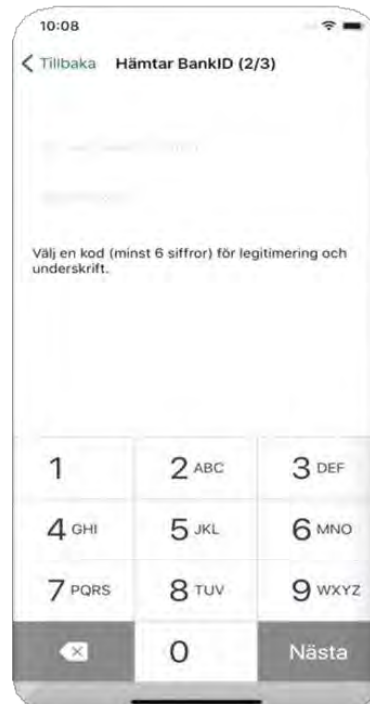 10:08
Tillbaka Hämtar BankID (2/3)
Välj en kod (minst 6 siffror) för legitimering och
underskrift.
1 2 ABC 3 DEF
4 GHI 5 JKL 6 MNO
7 PQRS 8 TUV 9 WXYZ
0 Nästa